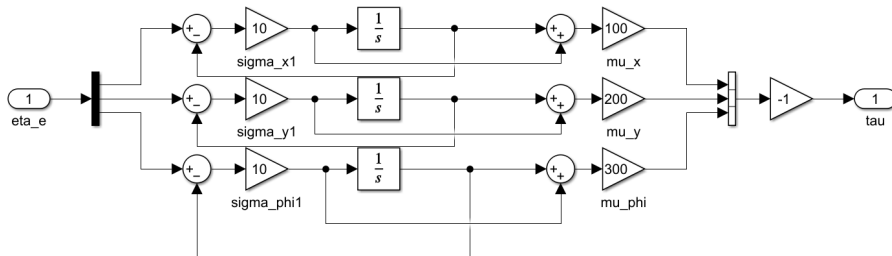 +
−
10
sigma_x1
1
s
+
+
100
mu_x
1
eta_e
+
−
10
sigma_y1
1
s
+
+
200
mu_y
-1
1
tau
+
−
10
sigma_phi1
1
s
+
+
300
mu_phi